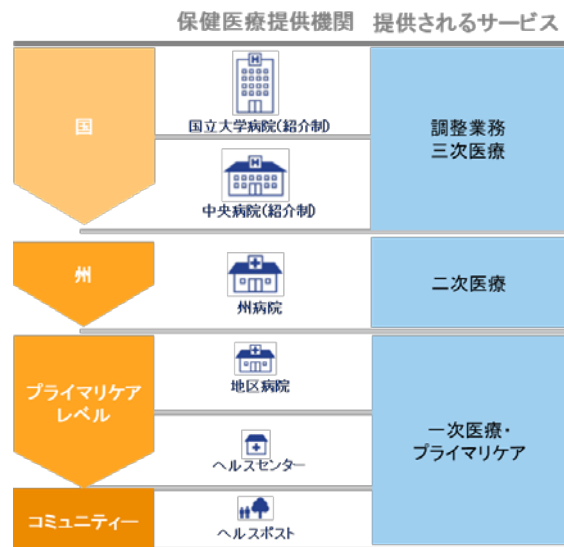 保健医療提供機関 提供されるサービス
国
H
国立大学病院(紹介制)
調整業務
三次医療
H
中央病院(紹介制)
州
州病院
二次医療
プライマリケア
レベル
地区病院
一次医療・
プライマリケア
ヘルスセンター
コミュニティー
ヘルスポスト